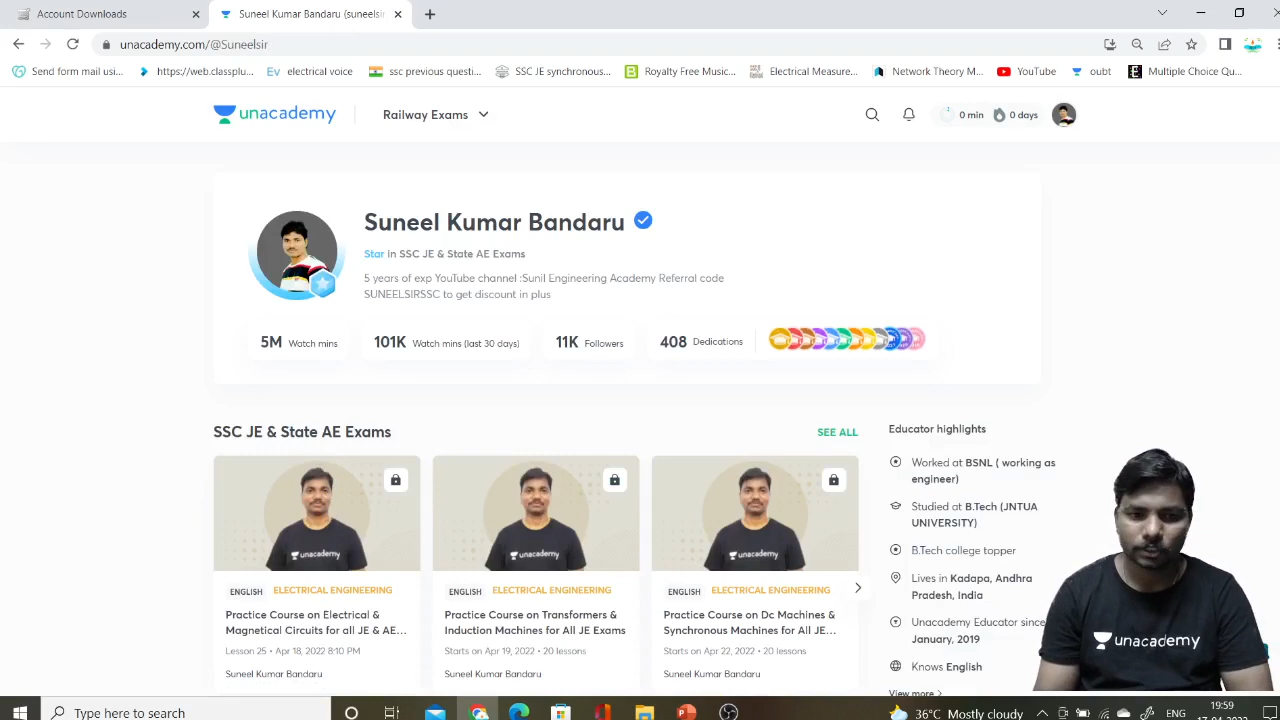 Account Downloads
Suneel Kumar Bandaru (suneelsir
unacademy.com/@Suneelsir
Send form mail usi...
https://web.classplu...
Ev electrical voice
ssc previous questi...
SSC JE synchronous...
Royalty Free Music...
Electrical Measure...
Network Theory M...
YouTube
oubt
Multiple Choice Qu...
unacademy
Railway Exams
0 min
0 days
Suneel Kumar Bandaru
Star in SSC JE & State AE Exams
5 years of exp YouTube channel :Sunil Engineering Academy Referral code
SUNEELSIRSSC to get discount in plus
5M Watch mins
101K Watch mins (last 30 days)
11K Followers
408 Dedications
SSC JE & State AE Exams
SEE ALL
ENGLISH ELECTRICAL ENGINEERING
Practice Course on Electrical &
Magnetical Circuits for all JE & AE...
Lesson 25 • Apr 18, 2022 8:10 PM
Suneel Kumar Bandaru
ENGLISH ELECTRICAL ENGINEERING
Practice Course on Transformers &
Induction Machines for All JE Exams
Starts on Apr 19, 2022 • 20 lessons
Suneel Kumar Bandaru
ENGLISH ELECTRICAL ENGINEERING
Practice Course on Dc Machines &
Synchronous Machines for All JE...
Starts on Apr 22, 2022 • 20 lessons
Suneel Kumar Bandaru
unacademy
unacademy
unacademy
Educator highlights
Worked at BSNL ( working as
engineer)
Studied at B.Tech (JNTUA
UNIVERSITY)
B.Tech college topper
Lives in Kadapa, Andhra
Pradesh, India
Unacademy Educator since
January, 2019
Knows English
View more
unacademy
Type here to search
36°C Mostly cloudy
ENG
19:59